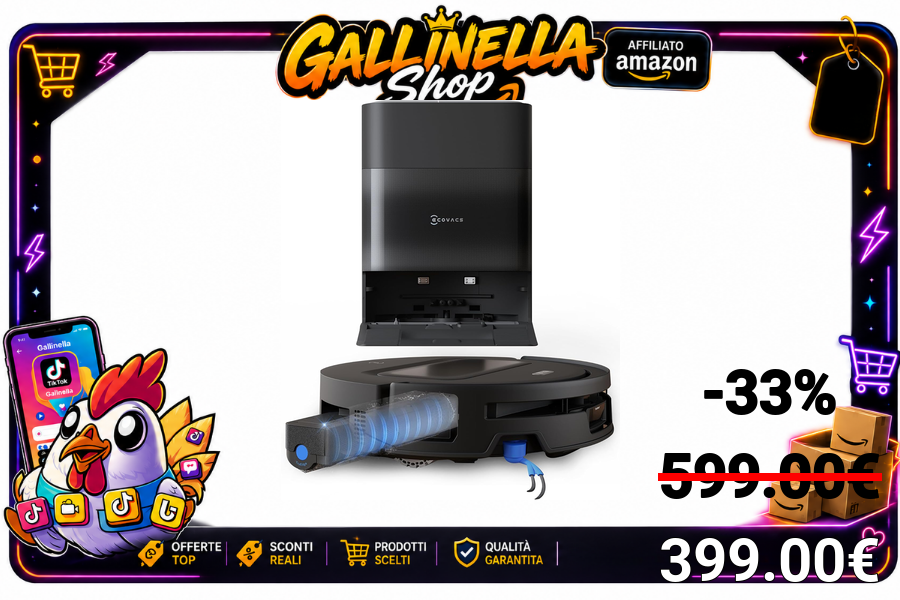 GALLINELLA
Shop
AFFILIATO
amazon
ECOVACS
Gallinella
TikTok
Gallinella
-33%
599.00€
399.00€
OFFERTE
TOP
SCONTI
REALI
PRODOTTI
SCELTI
QUALITÀ
GARANTITA